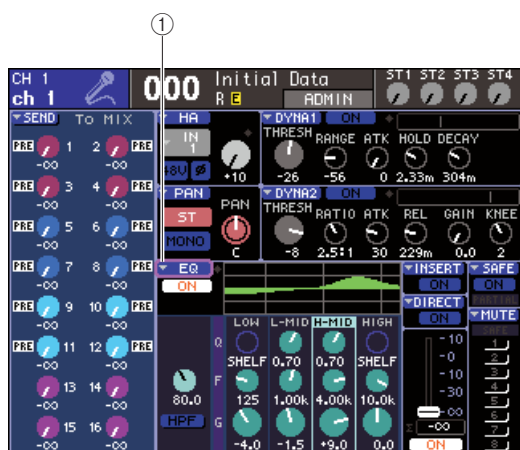 1
CH 1
ch 1
000
Initial Data
R E
ADMIN
ST1 ST2 ST3 ST4
SEND To MIX
PRE 1 2 PRE
-∞ -∞
PRE 3 4 PRE
-∞ -∞
PRE 5 6 PRE
-∞ -∞
PRE 7 8 PRE
-∞ -∞
PRE 9 10 PRE
-∞ -∞
PRE 11 12 PRE
-∞ -∞
13 14
-∞ -∞
15 16
-∞ -∞
HA
IN
1
48V Ø
+10
DYNA1 ON
THRESH RANGE ATK HOLD DECAY
-26 -56 0 2.33m 304m
PAN
ST
MONO
PAN
C
DYNA2 ON
THRESH RATIO ATK REL GAIN KNEE
-8 2.5:1 30 229m 0.0 2
EQ
ON
LOW L-MID H-MID HIGH
Q
SHELF 0.70 0.70 SHELF
F
80.0 125 1.00k 4.00k 10.0k
HPF
G
-4.0 -1.5 +9.0 0.0
INSERT
ON
DIRECT
ON
-10
-0
-10
-30
-∞
Σ -∞
ON
SAFE
ON
PARTIAL
MUTE
SAFE
1
2
3
4
5
6
7
8